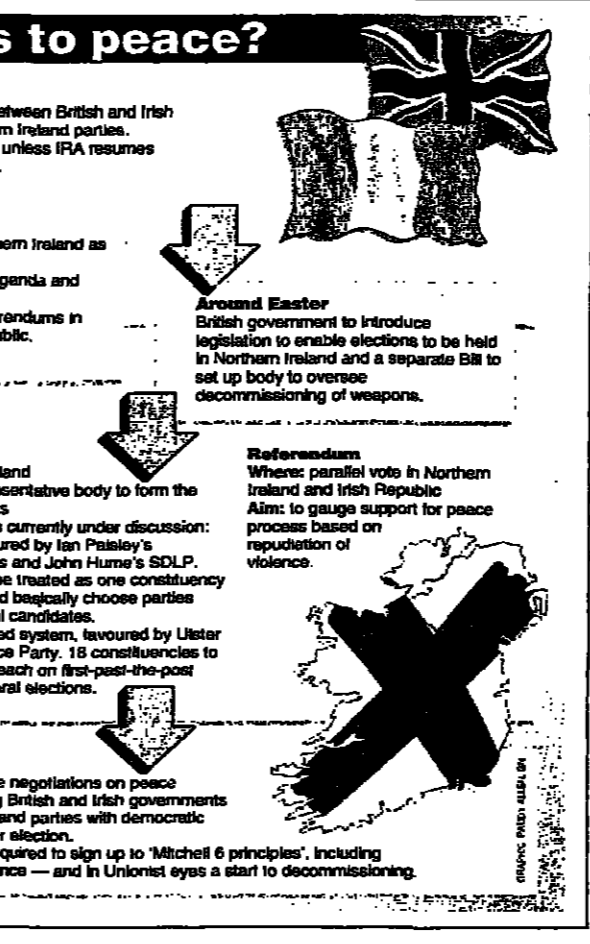 s to peace?
etween British and Irish
rn Ireland parties.
unless IRA resumes
hern Ireland as
genda and
rendums in
blic.
Around Easter
British government to introduce
legislation to enable elections to be held
in Northern Ireland and a separate Bill to
set up body to oversee
decommissioning of weapons.
land
esentative body to form the
s
s currently under discussion:
ured by Ian Paisley's
s and John Hume's SDLP.
be treated as one constituency
d basically choose parties
al candidates.
ed system, favoured by Ulster
ce Party. 18 constituencies to
each on first-past-the-post
eral elections.
Referendum
Where: parallel vote in Northern
Ireland and Irish Republic
Aim: to gauge support for peace
process based on
repudiation of
violence.
e negotiations on peace
g British and Irish governments
and parties with democratic
r election.
quired to sign up to 'Mitchell 6 principles', including
nce — and in Unionist eyes a start to decommissioning.
GRAPHIC PADDY ALLEN